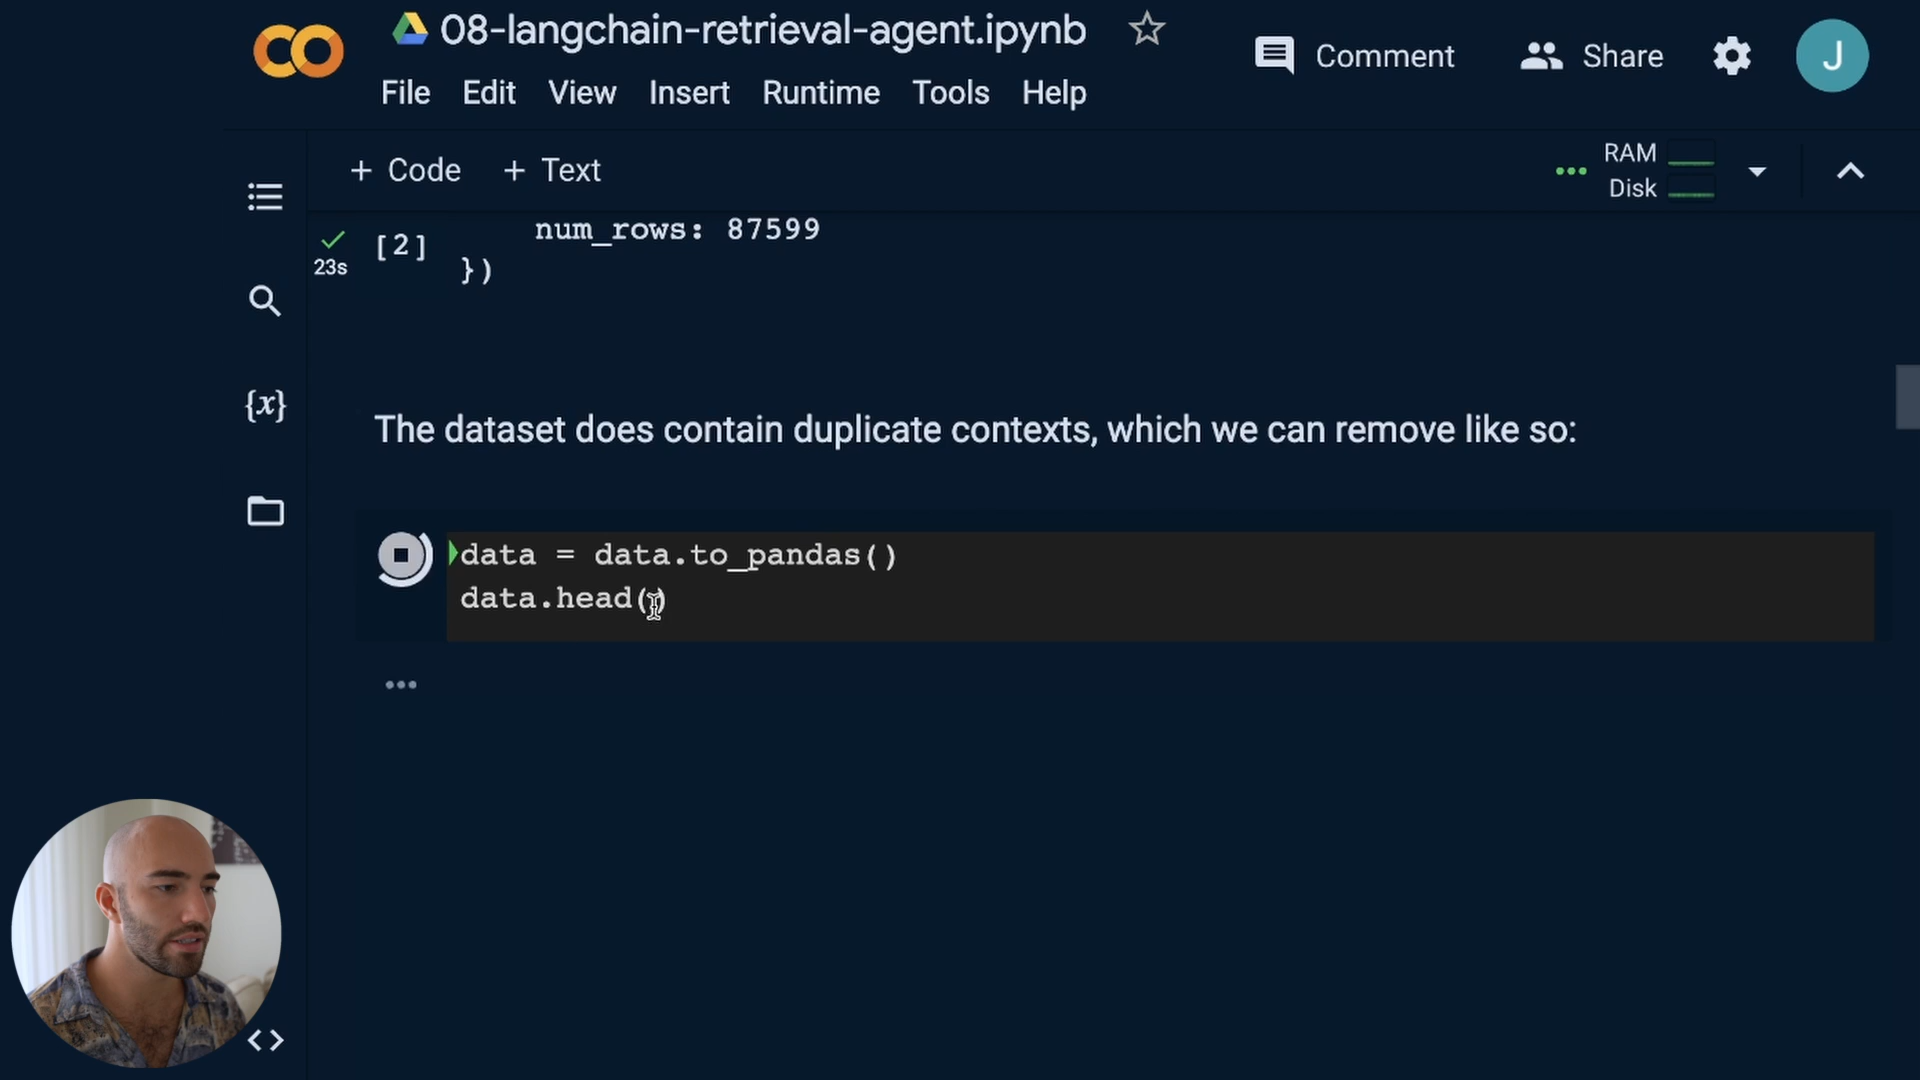 08-langchain-retrieval-agent.ipynb
Comment
Share
J
File Edit View Insert Runtime Tools Help
+ Code + Text
RAM
Disk
num_rows: 87599
[2]
23s
})
{x}
The dataset does contain duplicate contexts, which we can remove like so:
data = data.to_pandas()
data.head()